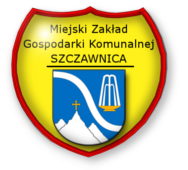 Miejski Zakład
Gospodarki Komunalnej
SZCZAWNICA